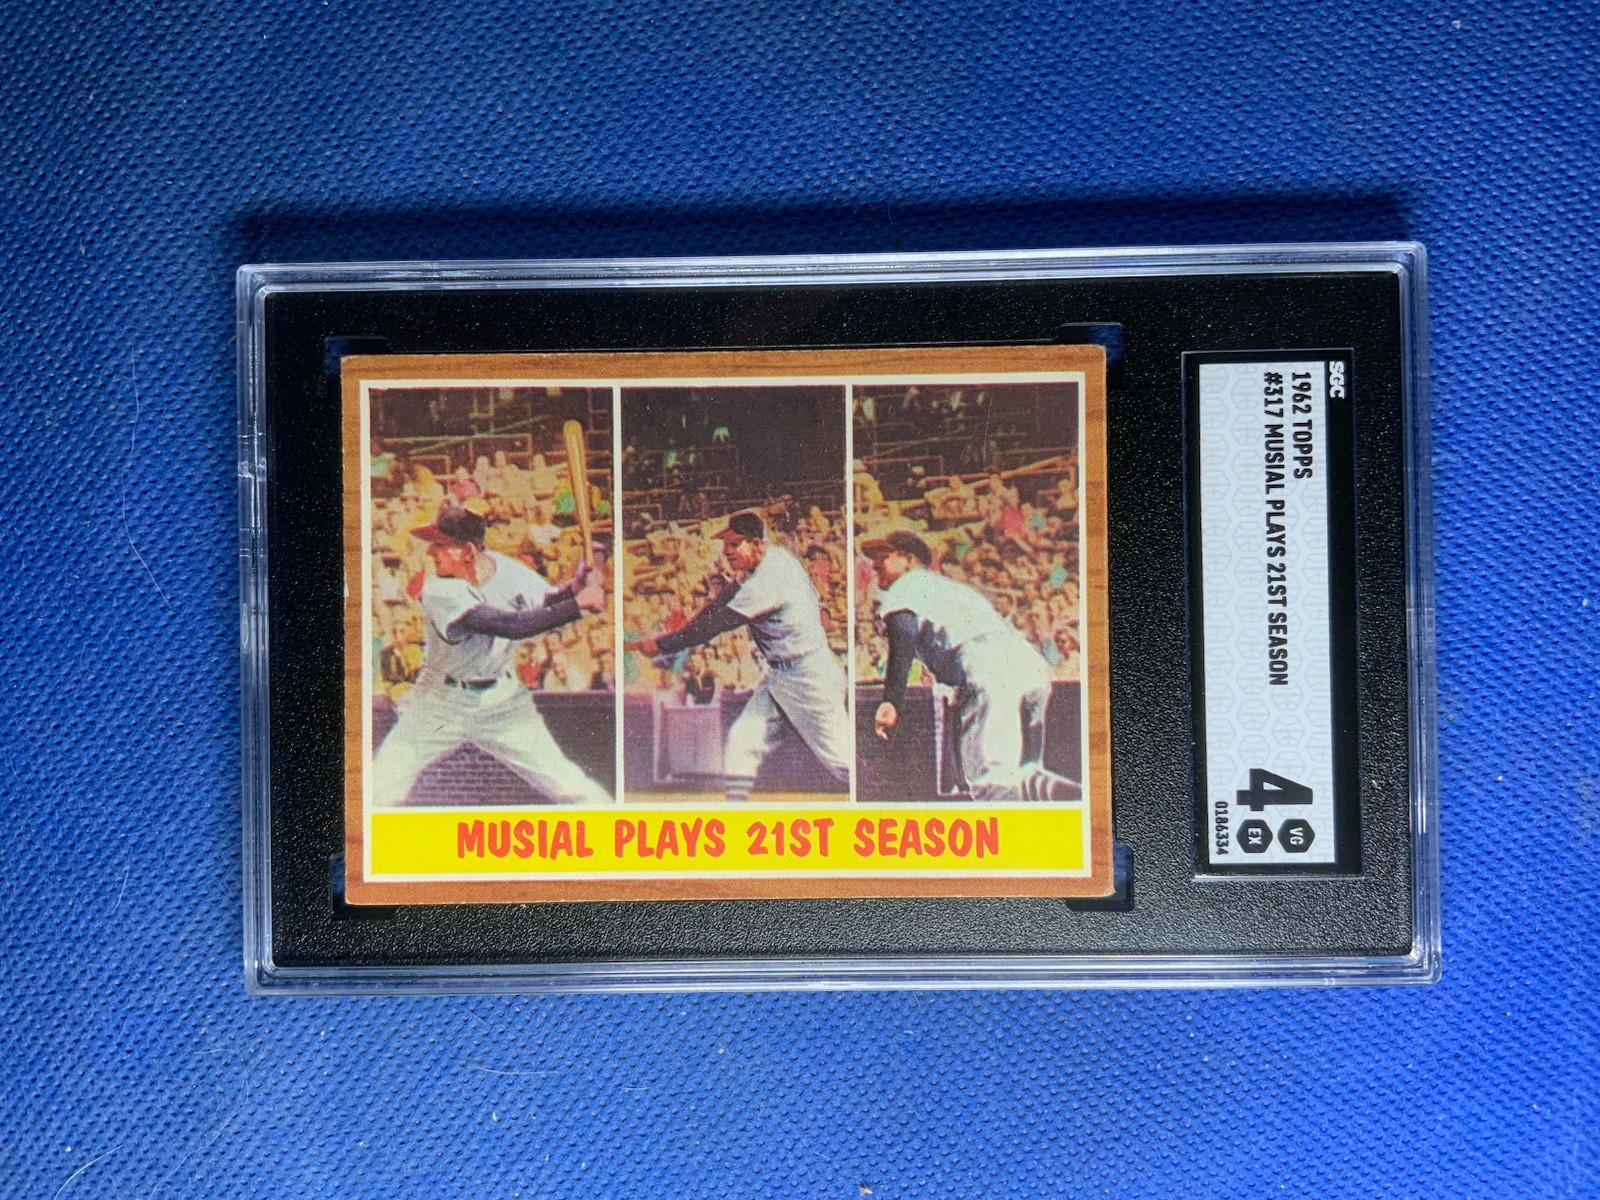 SGC
1962 TOPPS
#317 MUSIAL PLAYS 21ST SEASON
VG
EX
4
0186334
MUSIAL PLAYS 21ST SEASON